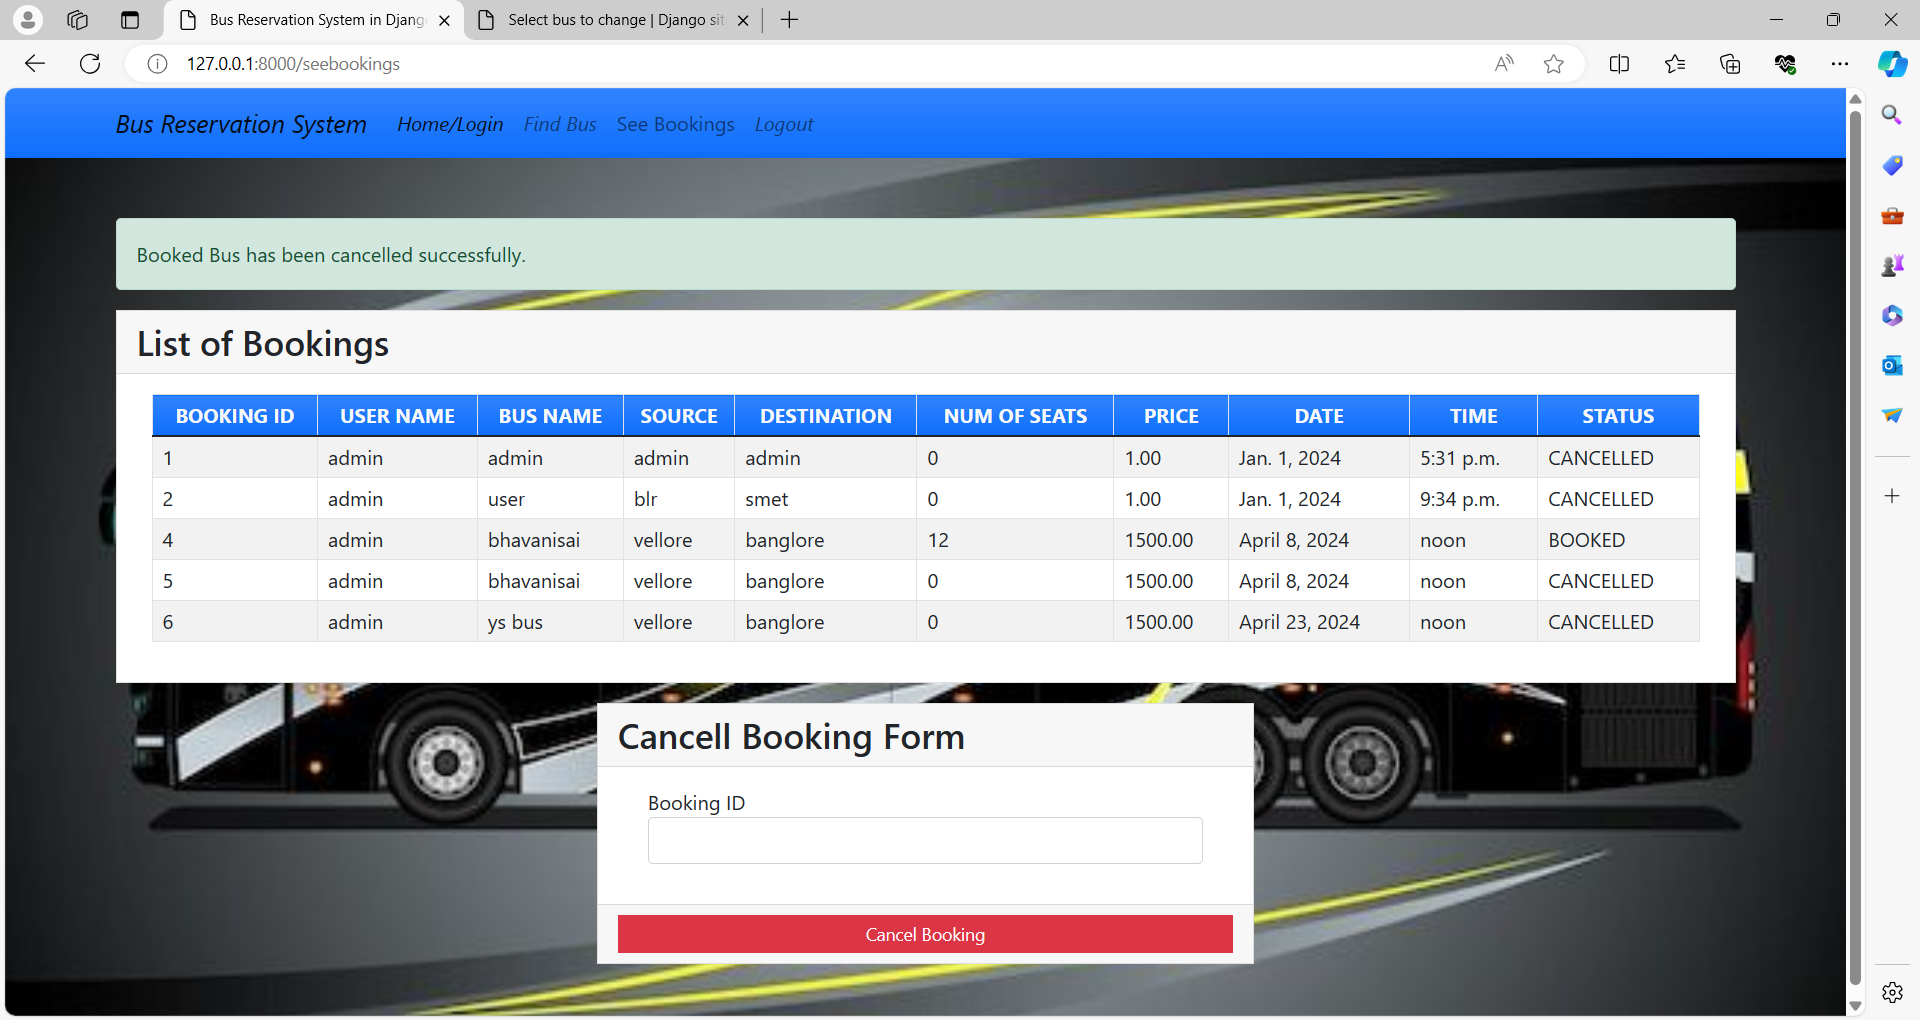 Bus Reservation System in Djang
Select bus to change | Django sit
127.0.0.1:8000/seebookings
Bus Reservation System Home/Login Find Bus See Bookings Logout
Booked Bus has been cancelled successfully.
List of Bookings
BOOKING ID USER NAME BUS NAME SOURCE DESTINATION NUM OF SEATS PRICE DATE TIME STATUS
1 admin admin admin admin 0 1.00 Jan. 1, 2024 5:31 p.m. CANCELLED
2 admin user blr smet 0 1.00 Jan. 1, 2024 9:34 p.m. CANCELLED
4 admin bhavanisai vellore banglore 12 1500.00 April 8, 2024 noon BOOKED
5 admin bhavanisai vellore banglore 0 1500.00 April 8, 2024 noon CANCELLED
6 admin ys bus vellore banglore 0 1500.00 April 23, 2024 noon CANCELLED
Cancell Booking Form
Booking ID
Cancel Booking